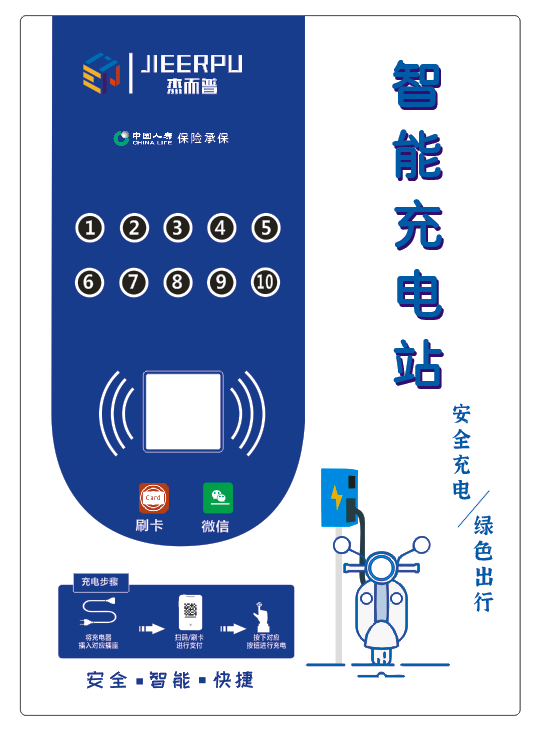 JIEERPU
杰而普
中国人寿
CHINA LIFE
保险承保
1 2 3 4 5
6 7 8 9 10
Card
刷卡
微信
智能充电站
安全充电
绿色出行
充电步骤
将充电器
插入对应插座
扫码/刷卡
进行支付
按下对应
按钮进行充电
安全·智能·快捷